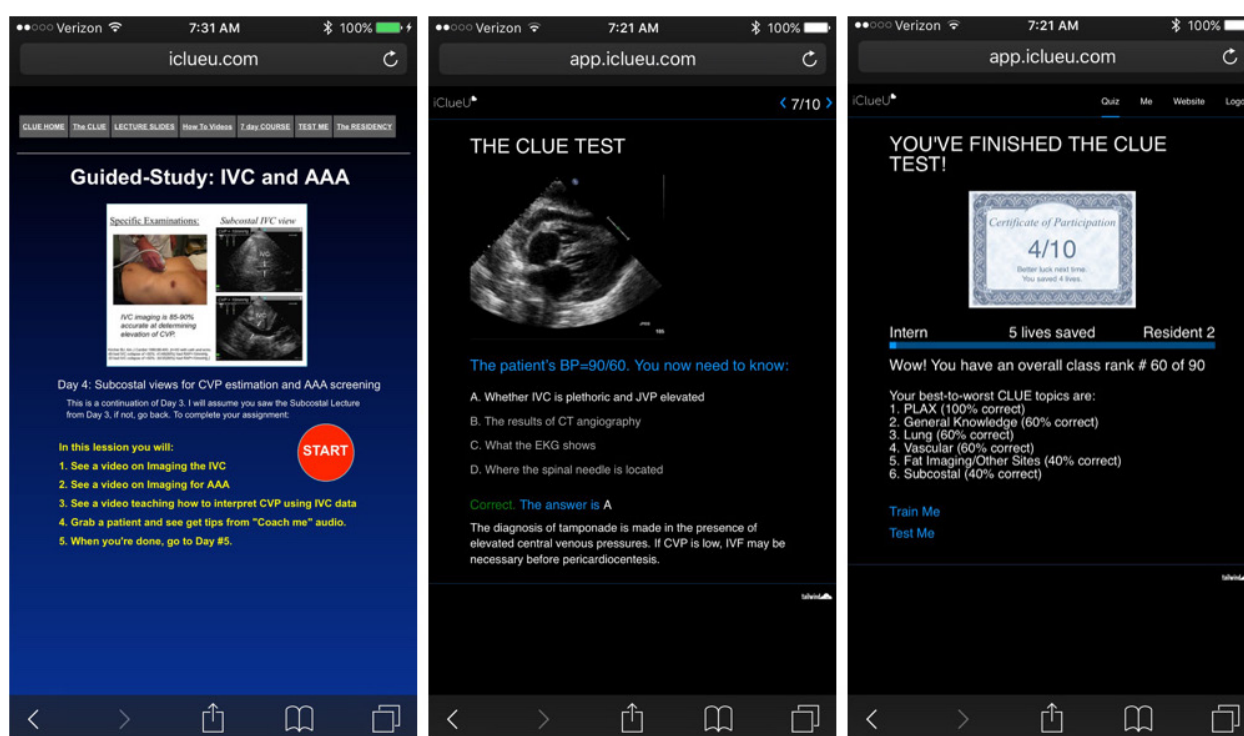 Verizon 7:31 AM 100%
iclueu.com
CLUE HOME The CLUE LECTURE SLIDES How To Videos 7 day COURSE TEST ME The RESIDENCY
Guided-Study: IVC and AAA
Specific Examinations:
Subcostal IVC view
IVC
IVC imaging is 85-90%
accurate at determining
elevation of CVP.
Day 4: Subcostal views for CVP estimation and AAA screening
This is a continuation of Day 3. I will assume you saw the Subcostal Lecture
from Day 3, if not, go back. To complete your assignment:
In this lession you will:
START
1. See a video on Imaging the IVC
2. See a video on Imaging for AAA
3. See a video teaching how to interpret CVP using IVC data
4. Grab a patient and see get tips from "Coach me" audio.
5. When you're done, go to Day #5.
Verizon 7:21 AM 100%
app.iclueu.com
iClueU
7/10
THE CLUE TEST
The patient's BP=90/60. You now need to know:
A. Whether IVC is plethoric and JVP elevated
B. The results of CT angiography
C. What the EKG shows
D. Where the spinal needle is located
Correct. The answer is A
The diagnosis of tamponade is made in the presence of
elevated central venous pressures. If CVP is low, IVF may be
necessary before pericardiocentesis.
tailwind
Verizon 7:21 AM 100%
app.iclueu.com
iClueU
Quiz Me Website Logo
YOU'VE FINISHED THE CLUE
TEST!
Certificate of Participation
4/10
Better luck next time.
You saved 4 lives.
Intern 5 lives saved Resident 2
Wow! You have an overall class rank # 60 of 90
Your best-to-worst CLUE topics are:
1. PLAX (100% correct)
2. General Knowledge (60% correct)
3. Lung (60% correct)
4. Vascular (60% correct)
5. Fat Imaging/Other Sites (40% correct)
6. Subcostal (40% correct)
Train Me
Test Me